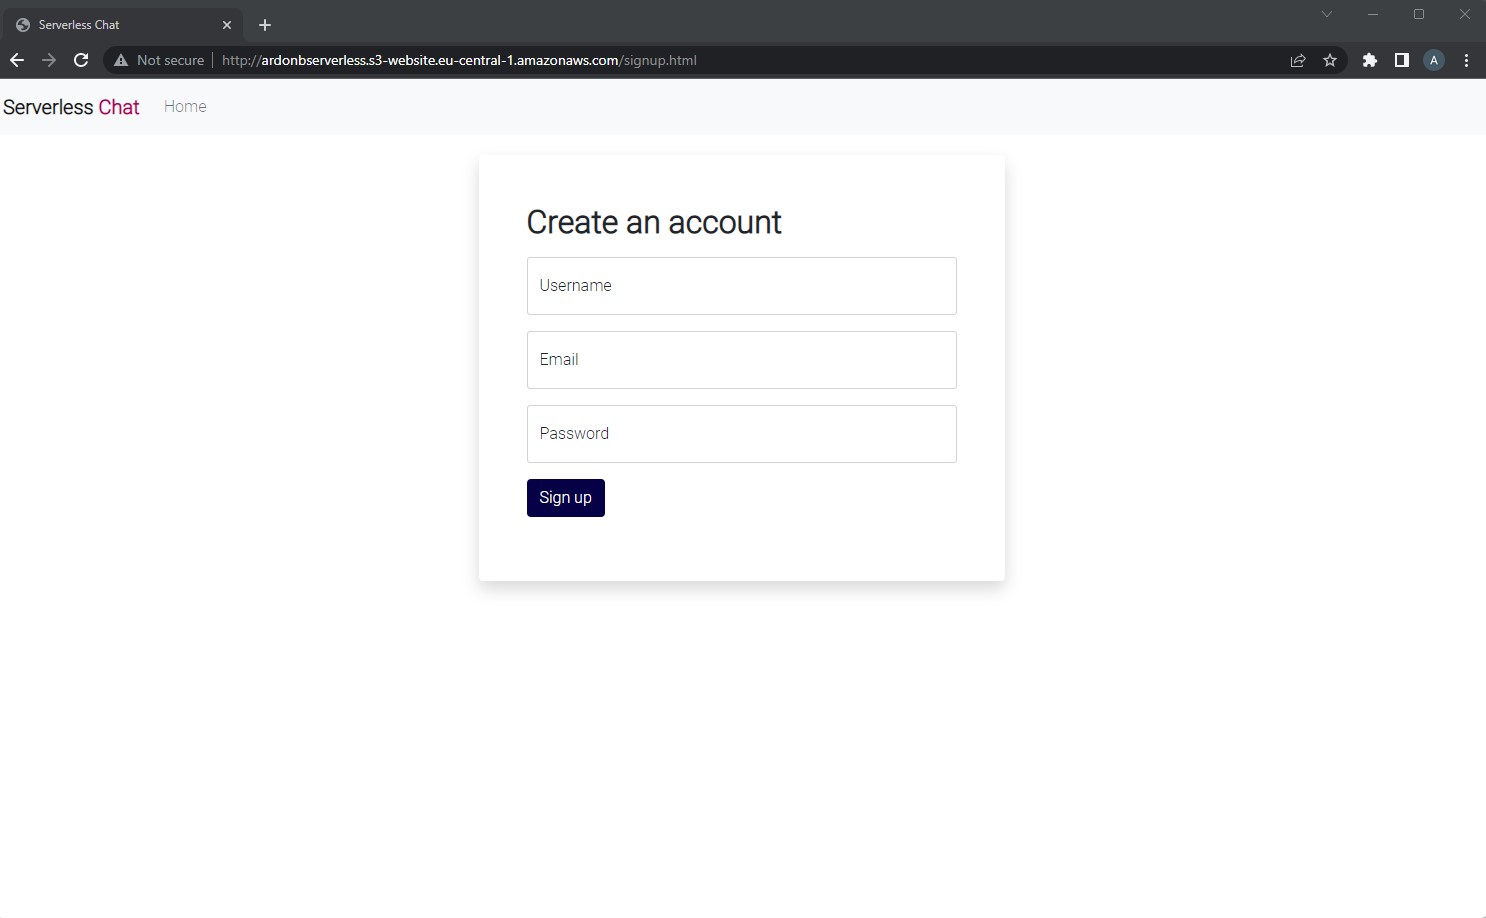 Serverless Chat
Not secure http://ardonbserverless.s3-website.eu-central-1.amazonaws.com/signup.html
A
Serverless Chat Home
Create an account
Username
Email
Password
Sign up